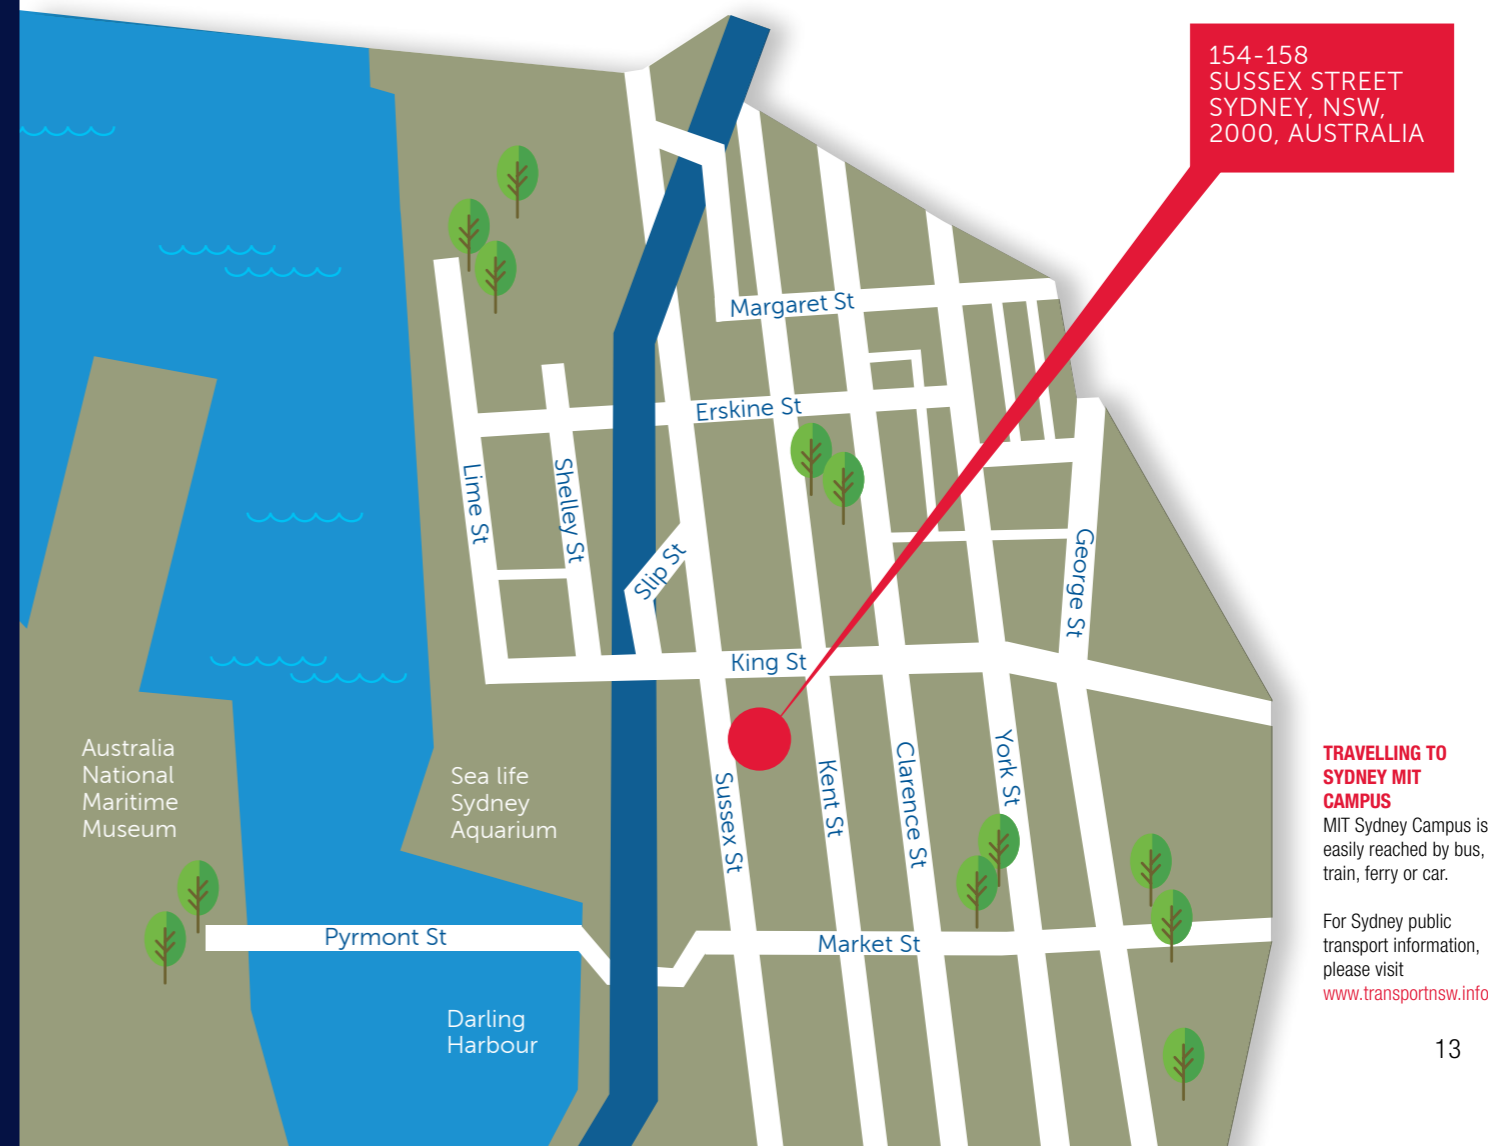 154-158
SUSSEX STREET
SYDNEY, NSW,
2000, AUSTRALIA
Margaret St
Erskine St
Lime St
Shelley St
Slip St
George St
King St
Australia
National
Maritime
Museum
Sea life
Sydney
Aquarium
Sussex St
Kent St
Clarence St
York St
Pyrmont St
Market St
Darling
Harbour
TRAVELLING TO
SYDNEY MIT
CAMPUS
MIT Sydney Campus is
easily reached by bus,
train, ferry or car.
For Sydney public
transport information,
please visit
www.transportnsw.info
13